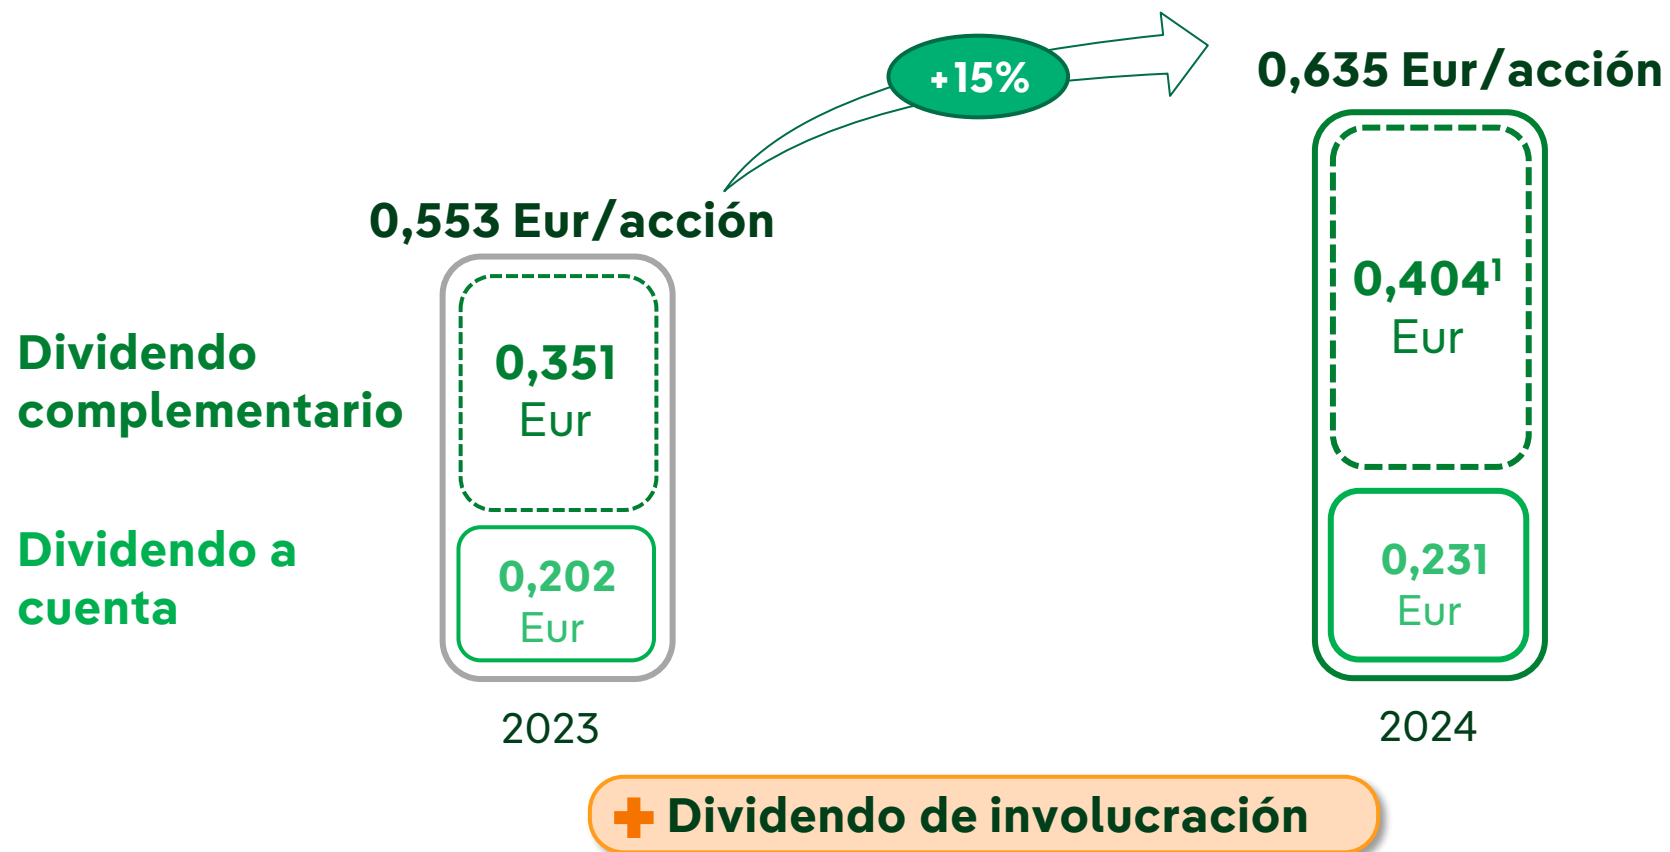 +15%
0,635 Eur/acción
0,553 Eur/acción
Dividendo
complementario
0,351
Eur
0,404¹
Eur
Dividendo a
cuenta
0,202
Eur
0,231
Eur
2023
2024
+ Dividendo de involucración